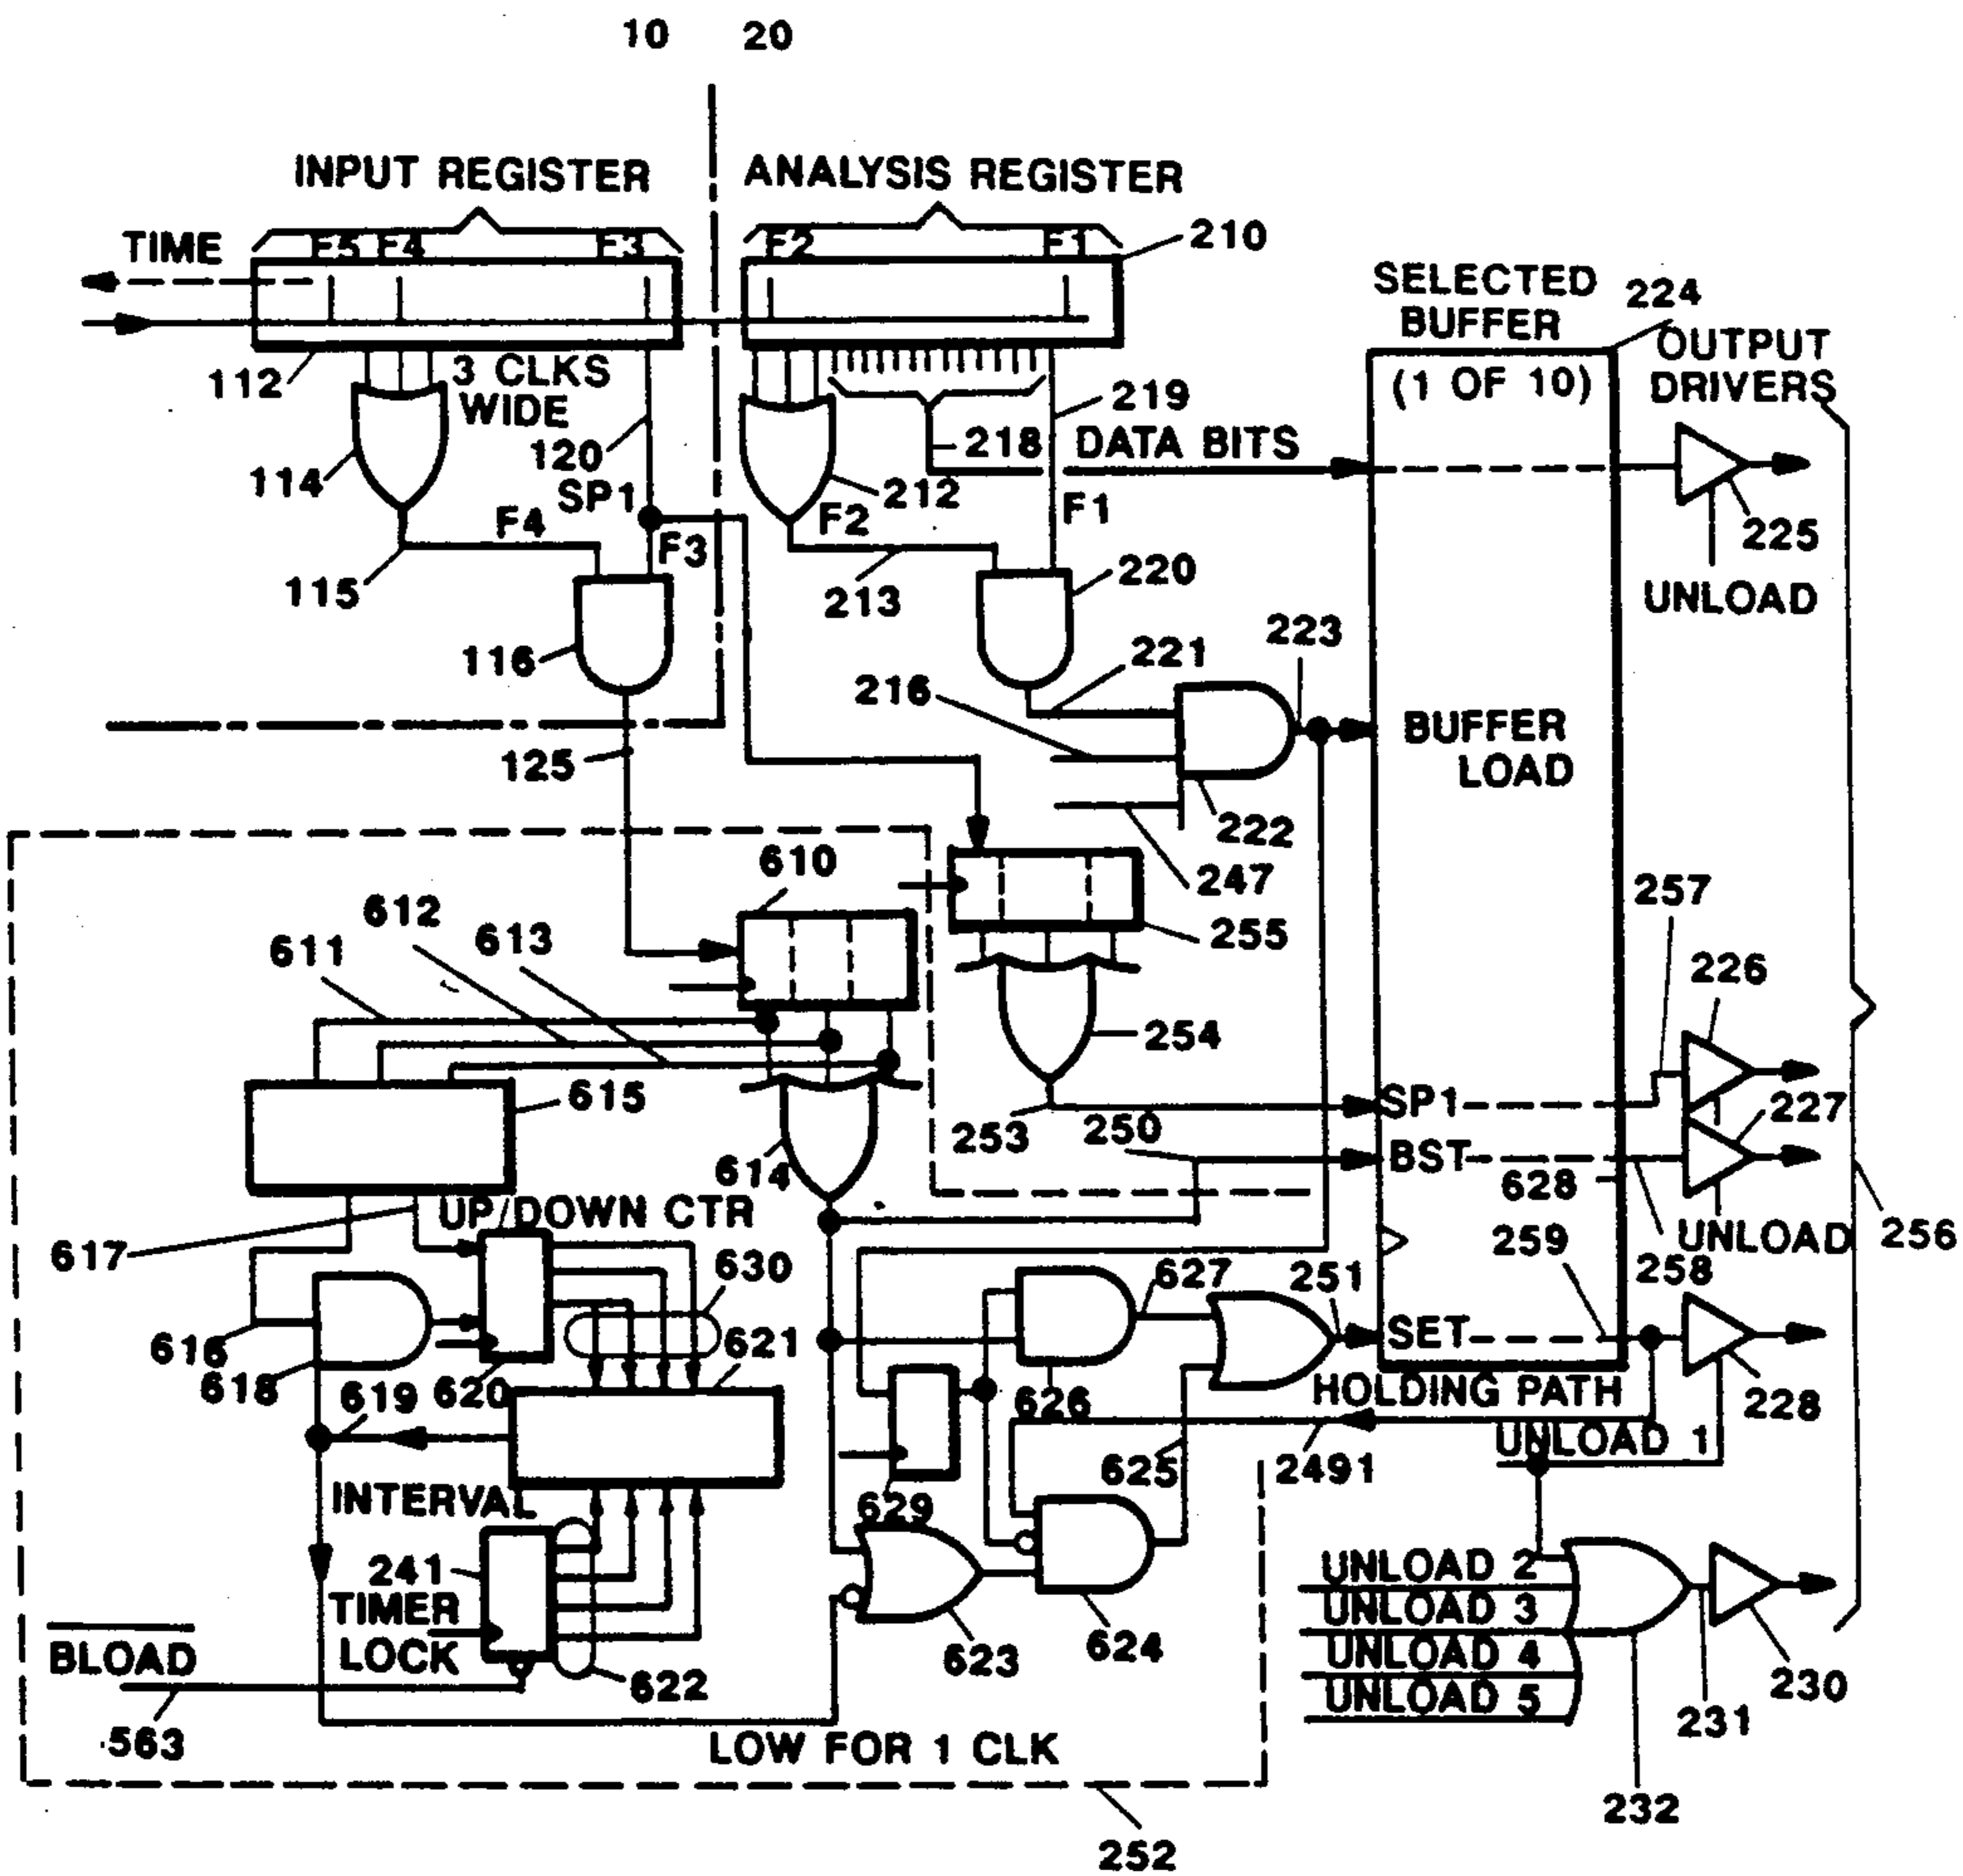 10 20
INPUT REGISTER ANALYSIS REGISTER
TIME F5 F4 F3 F2 F1 210
SELECTED
BUFFER 224
(1 OF 10)
OUTPUT
DRIVERS
112 3 CLKS
WIDE
120
SP1
114
F4
F3
115
116
125
219
218 DATA BITS
212
F2
F1
213
220
221
216
223
222
247
225
UNLOAD
BUFFER
LOAD
610
612
611
613
255
254
257
226
615
614
253
250
SP1
227
BST
628
UNLOAD
256
617
UP/DOWN CTR
630
627
251
259
258
616
618
619
620
621
626
SET
HOLDING PATH
228
UNLOAD 1
625
2491
INTERVAL
629
241
TIMER
LOCK
BLOAD
563
622
623
624
UNLOAD 2
UNLOAD 3
UNLOAD 4
UNLOAD 5
231
230
LOW FOR 1 CLK
232
252